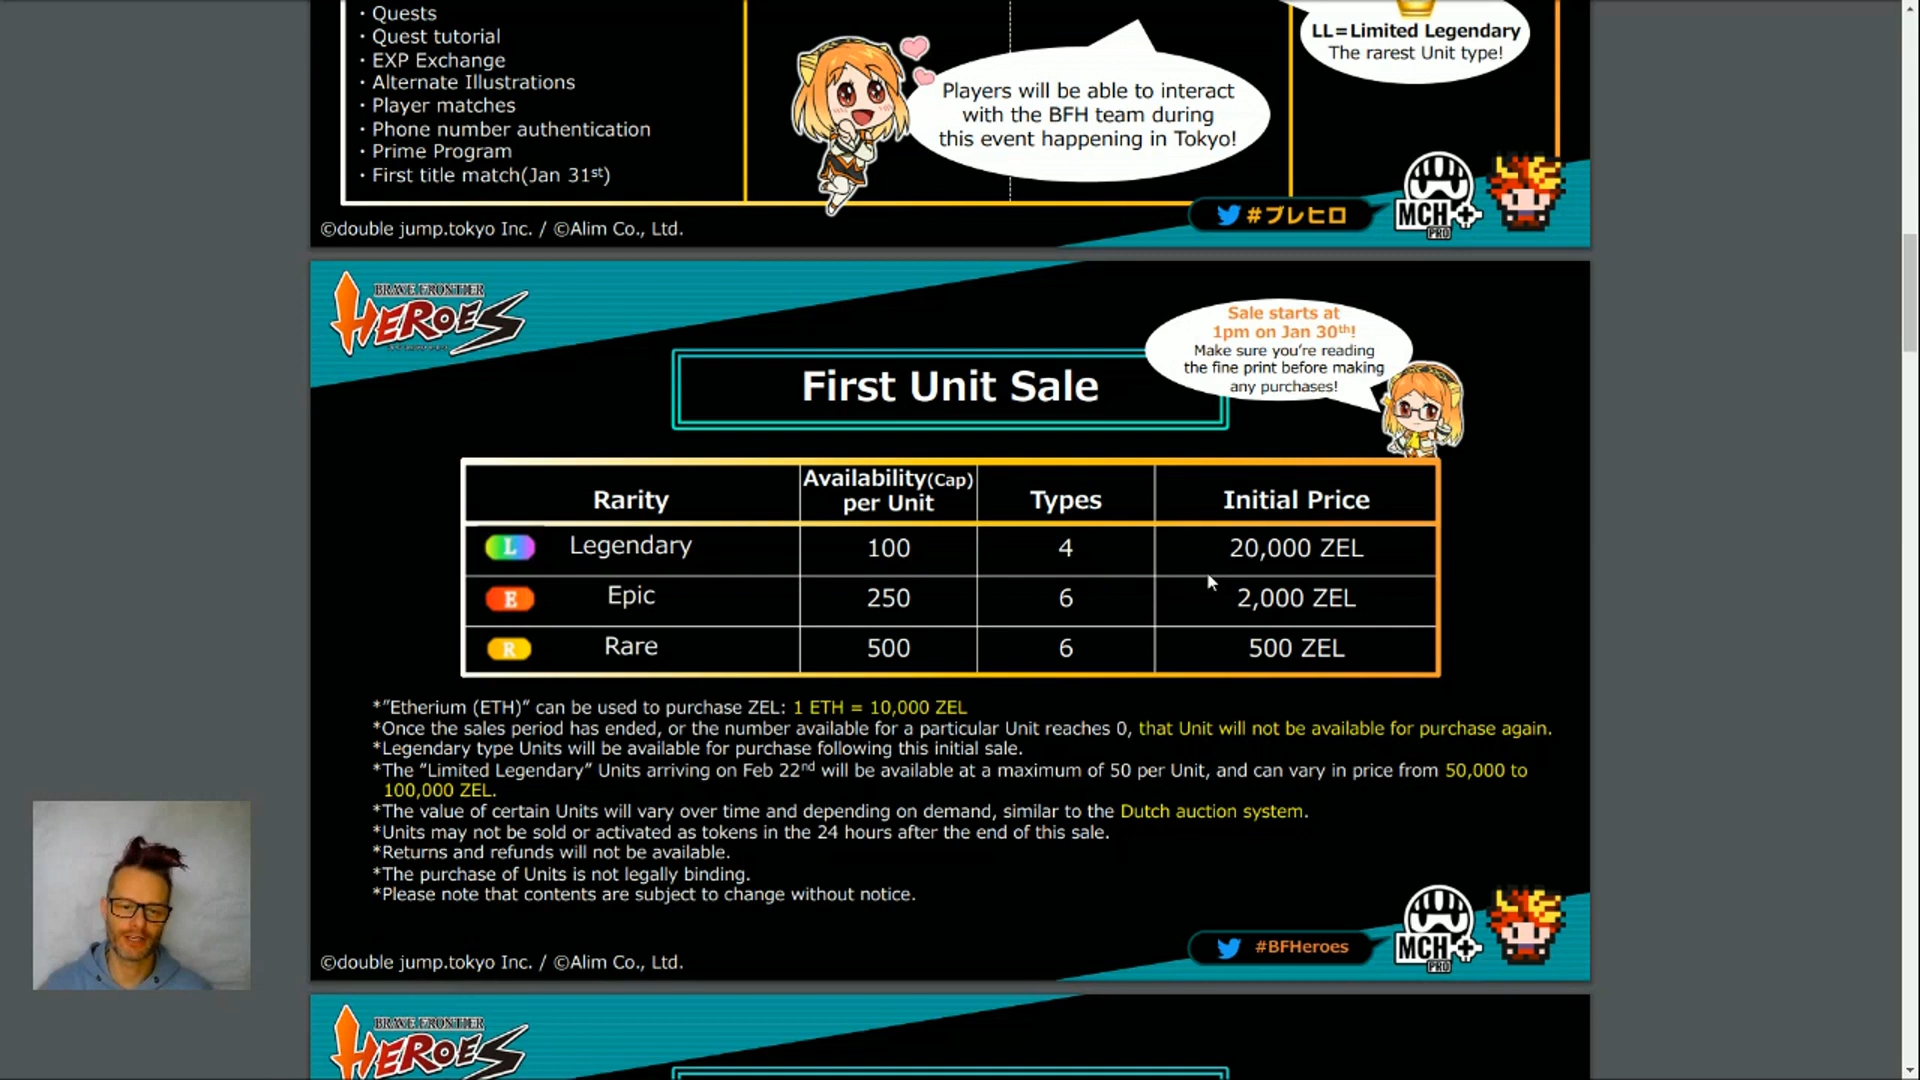 · Quests
· Quest tutorial
· EXP Exchange
· Alternate Illustrations
· Player matches
· Phone number authentication
· Prime Program
· First title match(Jan 31st)
Players will be able to interact
with the BFH team during
this event happening in Tokyo!
LL=Limited Legendary
The rarest Unit type!
©double jump.tokyo Inc. / ©Alim Co., Ltd.
#ブレヒロ
MCH+
PRO
BRAVE FRONTIER
HEROES
Sale starts at
1pm on Jan 30th!
Make sure you're reading
the fine print before making
any purchases!
First Unit Sale
Rarity
Availability(Cap)
per Unit
Types
Initial Price
L Legendary 100 4 20,000 ZEL
E Epic 250 6 2,000 ZEL
R Rare 500 6 500 ZEL
*"Etherium (ETH)" can be used to purchase ZEL: 1 ETH = 10,000 ZEL
*Once the sales period has ended, or the number available for a particular Unit reaches 0, that Unit will not be available for purchase again.
*Legendary type Units will be available for purchase following this initial sale.
*The "Limited Legendary" Units arriving on Feb 22nd will be available at a maximum of 50 per Unit, and can vary in price from 50,000 to
100,000 ZEL.
*The value of certain Units will vary over time and depending on demand, similar to the Dutch auction system.
*Units may not be sold or activated as tokens in the 24 hours after the end of this sale.
*Returns and refunds will not be available.
*The purchase of Units is not legally binding.
*Please note that contents are subject to change without notice.
©double jump.tokyo Inc. / ©Alim Co., Ltd.
#BFHeroes
MCH+
PRO
BRAVE FRONTIER
HEROES